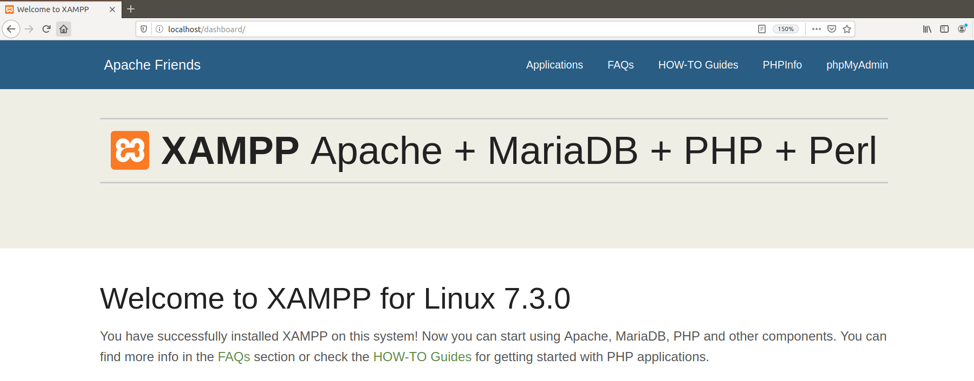 Welcome to XAMPP
localhost/dashboard/
150%
Apache Friends
Applications
FAQs
HOW-TO Guides
PHPInfo
phpMyAdmin
XAMPP Apache + MariaDB + PHP + Perl
Welcome to XAMPP for Linux 7.3.0
You have successfully installed XAMPP on this system! Now you can start using Apache, MariaDB, PHP and other components. You can
find more info in the FAQs section or check the HOW-TO Guides for getting started with PHP applications.